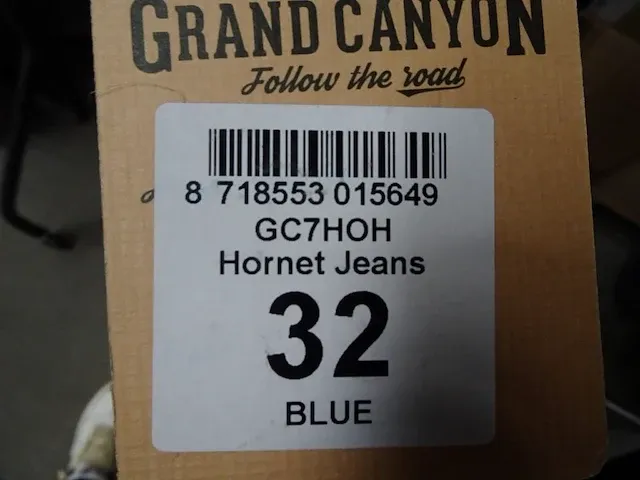 GRAND CANYON
Follow the road
8 718553 015649
GC7HOH
Hornet Jeans
32
BLUE